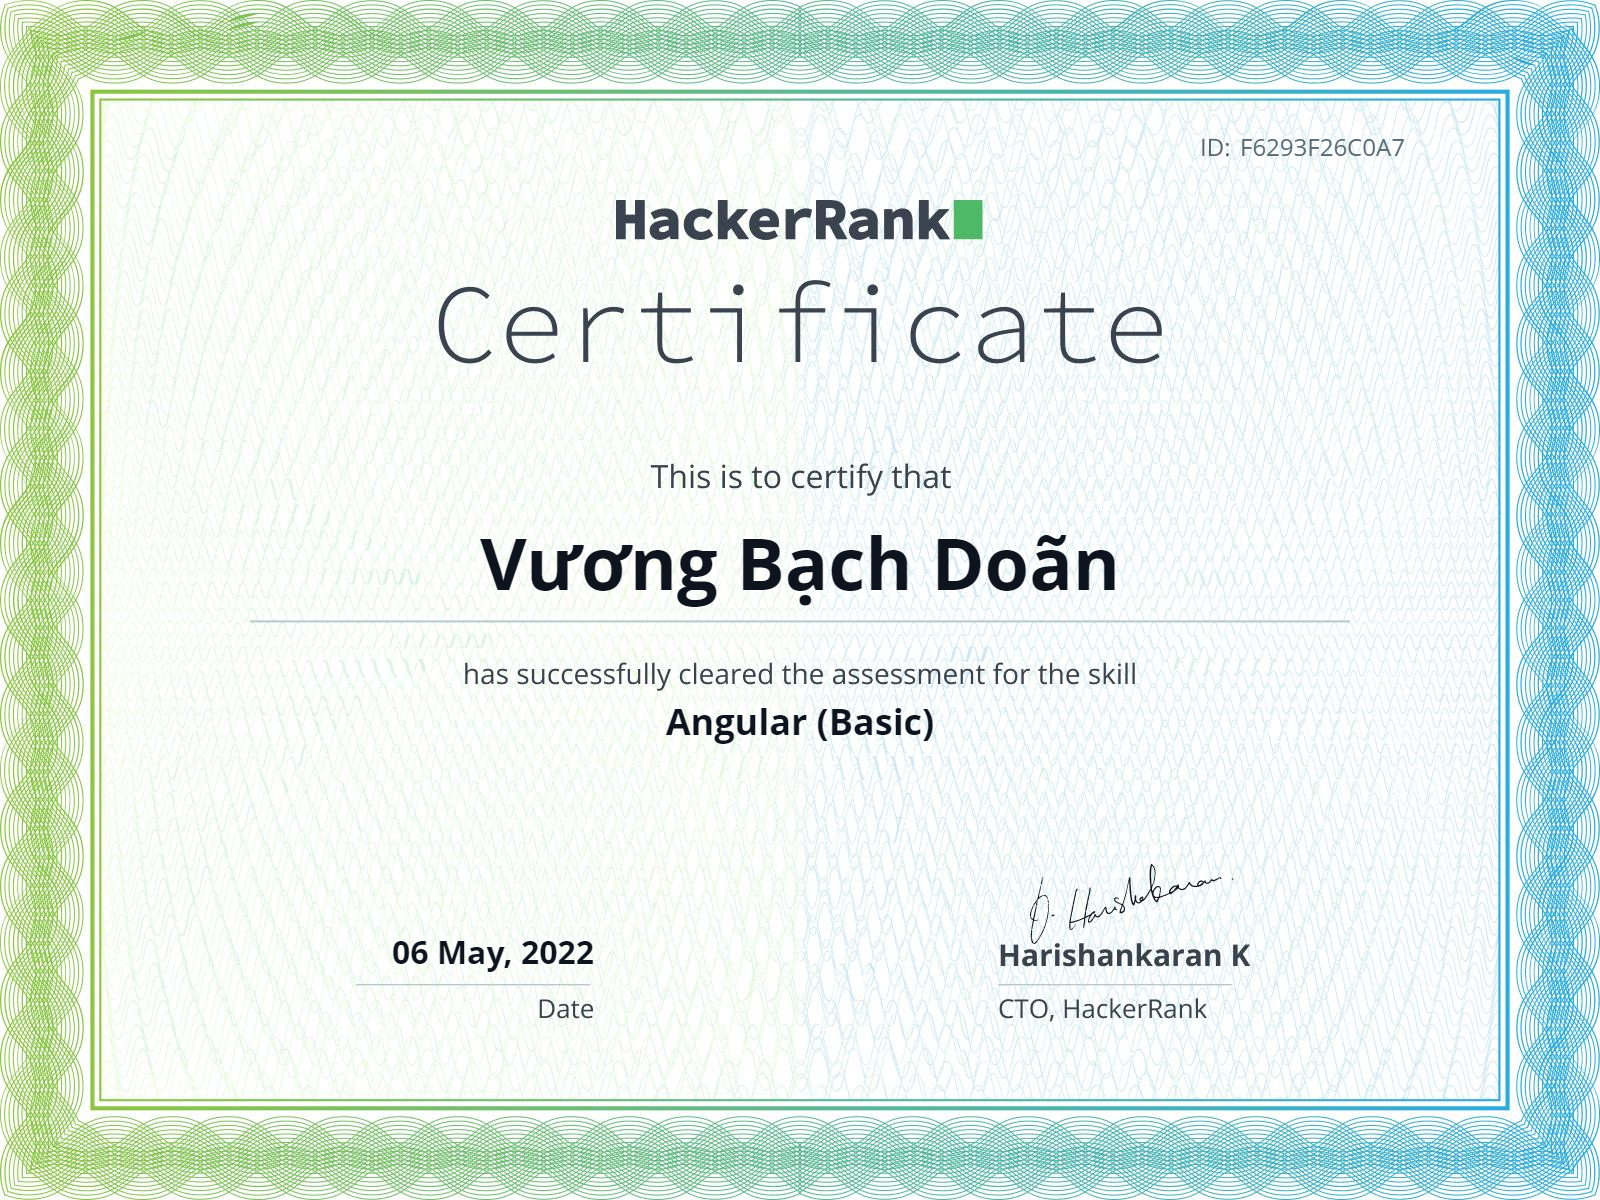 ID: F6293F26C0A7
HackerRank
Certificate
This is to certify that
Vương Bạch Doãn
has successfully cleared the assessment for the skill
Angular (Basic)
06 May, 2022
Date
J. Harishankaran
Harishankaran K
CTO, HackerRank